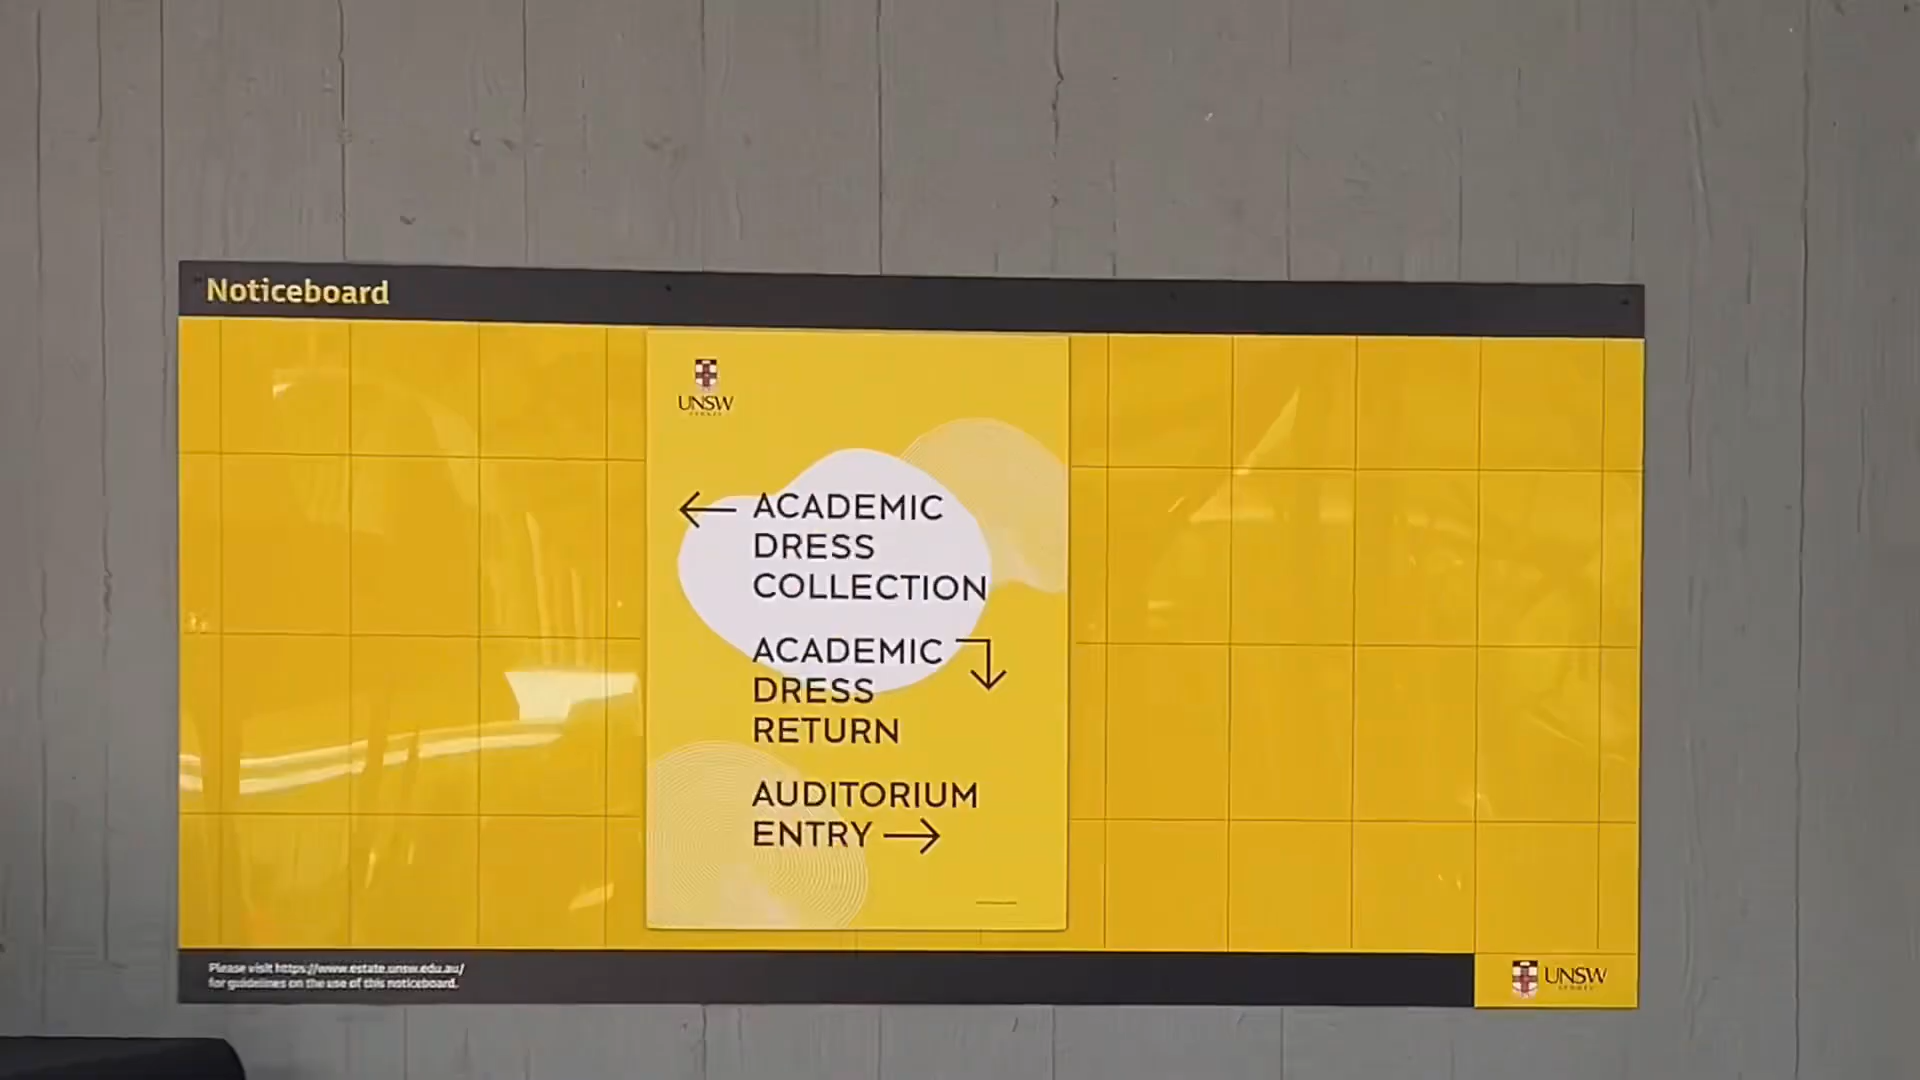 Noticeboard
UNSW
SYDNEY
← ACADEMIC
DRESS
COLLECTION
ACADEMIC
DRESS
RETURN
AUDITORIUM
ENTRY →
Please visit https://www.estate.unsw.edu.au/
for guidelines on the use of this noticeboard.
UNSW
SYDNEY